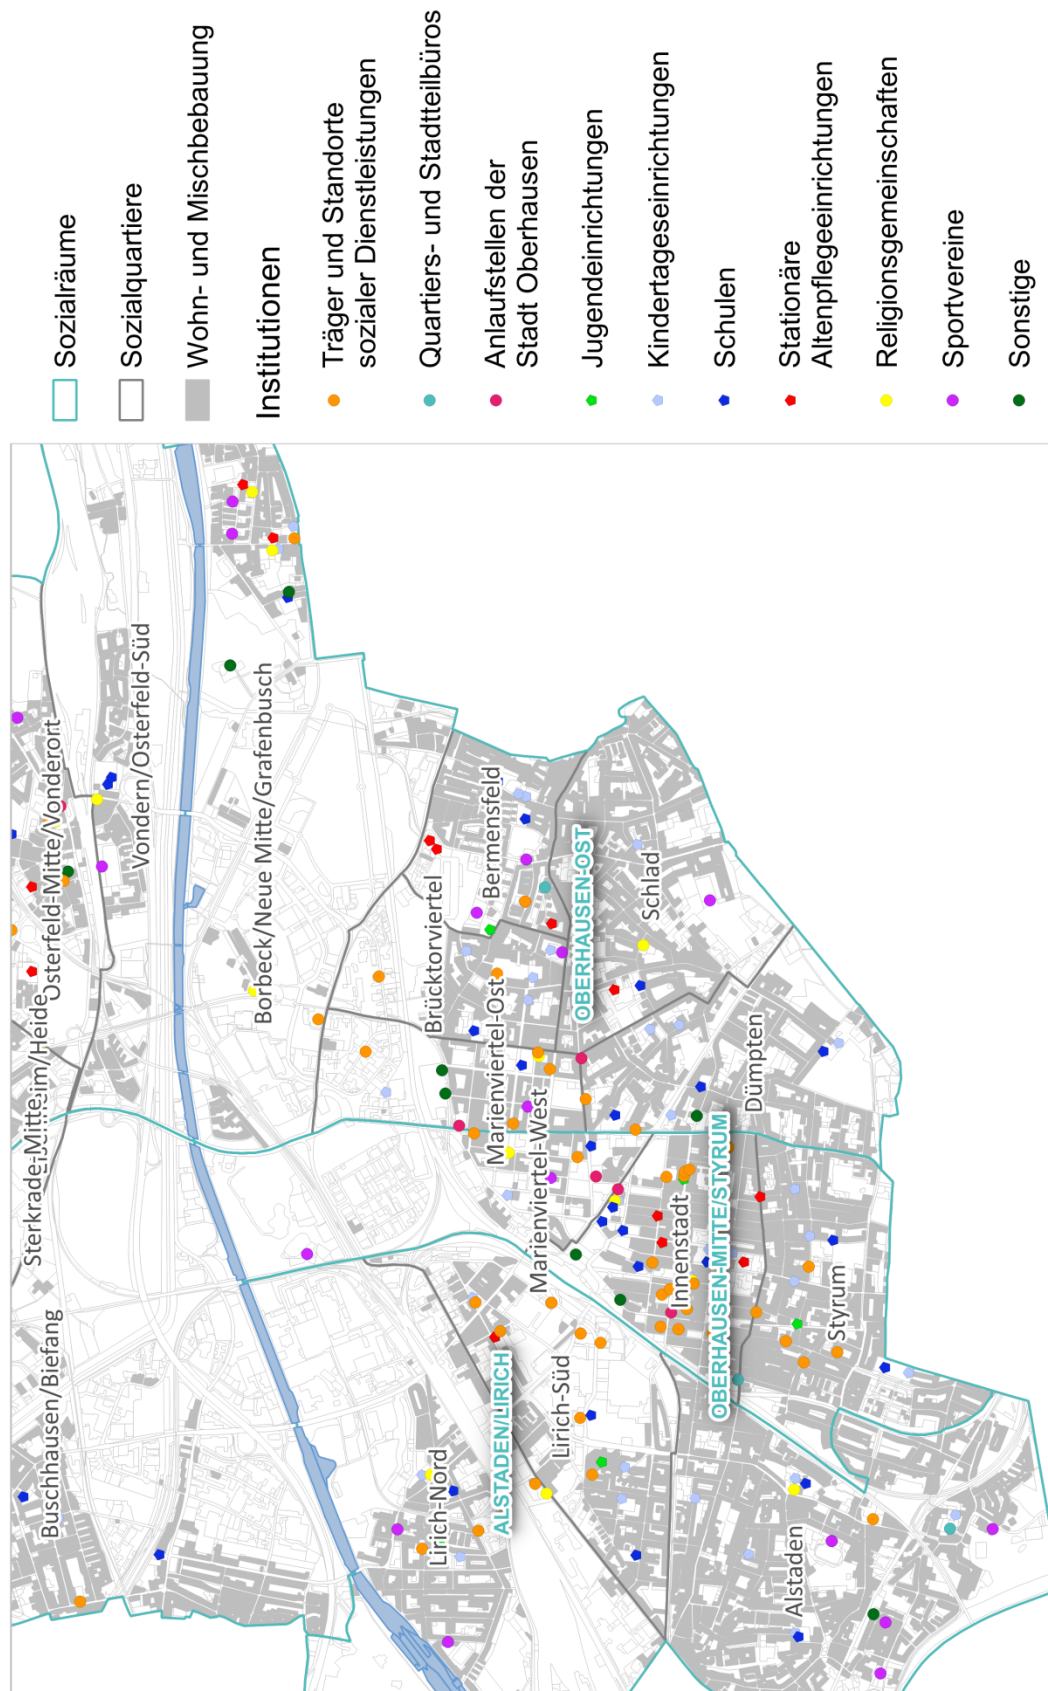 Sozialräume
Sozialquartiere
Wohn- und Mischbebauung
Institutionen
Träger und Standorte
sozialer Dienstleistungen
Quartiers- und Stadtteilbüros
Anlaufstellen der
Stadt Oberhausen
Jugendeinrichtungen
Kindertageseinrichtungen
Schulen
Stationäre
Altenpflegeeinrichtungen
Religionsgemeinschaften
Sportvereine
Sonstige
Buschhausen/Biefang
Sterkrade-Mitte
Heide
Osterfeld-Mitte/Vonderort
Vondern/Osterfeld-Süd
Borbeck/Neue Mitte/Grafenbusch
Lirich-Nord
ALSTADEN/LIRICH
Lirich-Süd
Marienviertel-West
Marienviertel-Ost
Brücktorviertel
Bermensfeld
OBERHAUSEN-OST
Schlad
Innenstadt
OBERHAUSEN-MITTE/STYRUM
Dümpten
Styrum
Alstaden